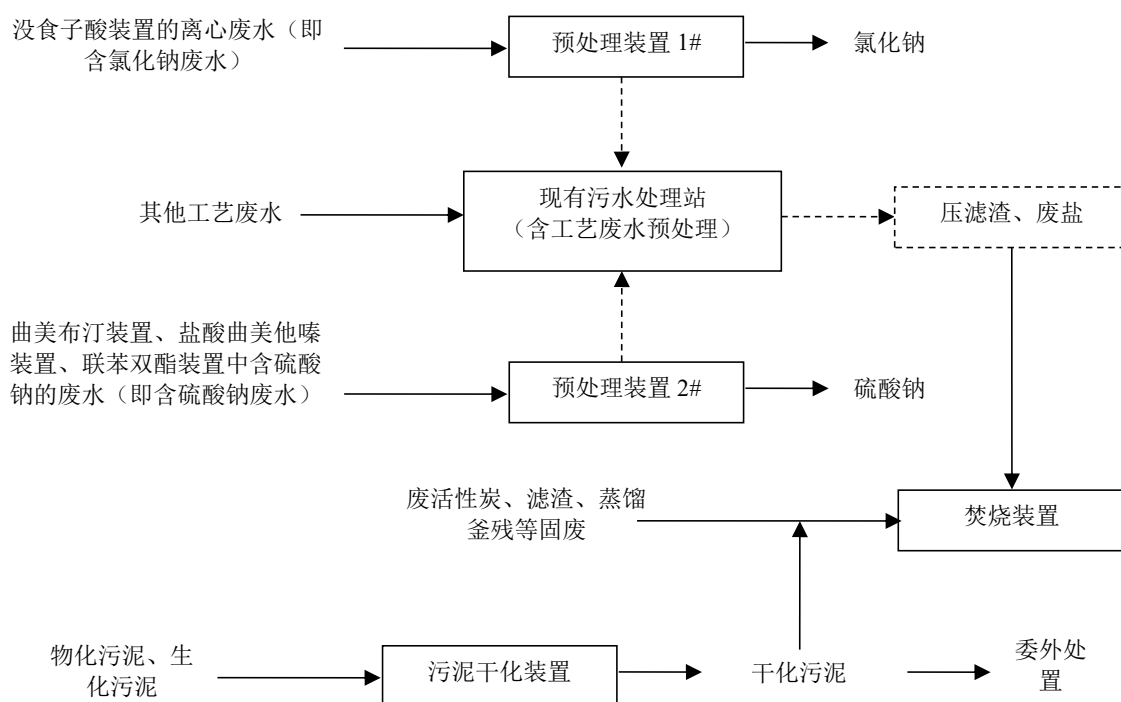 没食子酸装置的离心废水（即
含氯化钠废水）
预处理装置 1#
氯化钠
其他工艺废水
现有污水处理站
（含工艺废水预处理）
压滤渣、废盐
曲美布汀装置、盐酸曲美他嗪
装置、联苯双酯装置中含硫酸
钠的废水（即含硫酸钠废水）
预处理装置 2#
硫酸钠
废活性炭、滤渣、蒸馏
釜残等固废
焚烧装置
物化污泥、生
化污泥
污泥干化装置
干化污泥
委外处
置